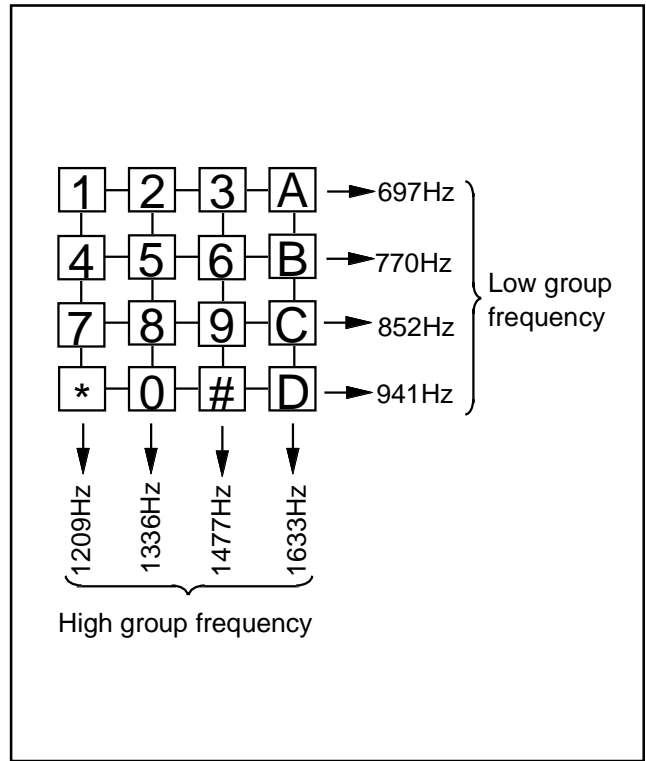 1 2 3 A 697Hz
4 5 6 B 770Hz
Low group
frequency
7 8 9 C 852Hz
* 0 # D 941Hz
1209Hz 1336Hz 1477Hz 1633Hz
High group frequency